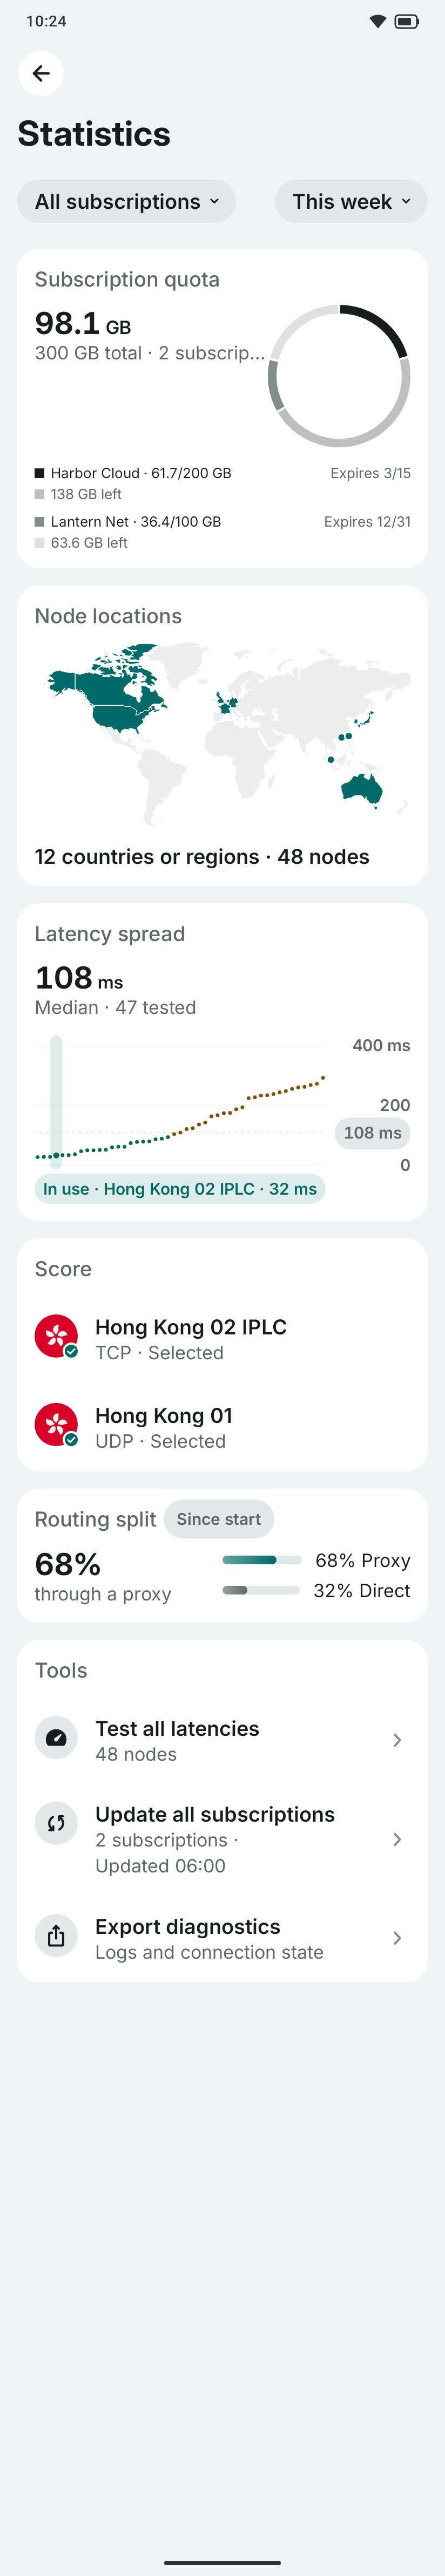 10:24
Statistics
All subscriptions
This week
Subscription quota
98.1 GB
300 GB total · 2 subscrip...
Harbor Cloud · 61.7/200 GB
Expires 3/15
138 GB left
Lantern Net · 36.4/100 GB
Expires 12/31
63.6 GB left
Node locations
12 countries or regions · 48 nodes
Latency spread
108 ms
Median · 47 tested
400 ms
200
108 ms
0
In use · Hong Kong 02 IPLC · 32 ms
Score
Hong Kong 02 IPLC
TCP · Selected
Hong Kong 01
UDP · Selected
Routing split
Since start
68%
through a proxy
68% Proxy
32% Direct
Tools
Test all latencies
48 nodes
Update all subscriptions
2 subscriptions ·
Updated 06:00
Export diagnostics
Logs and connection state